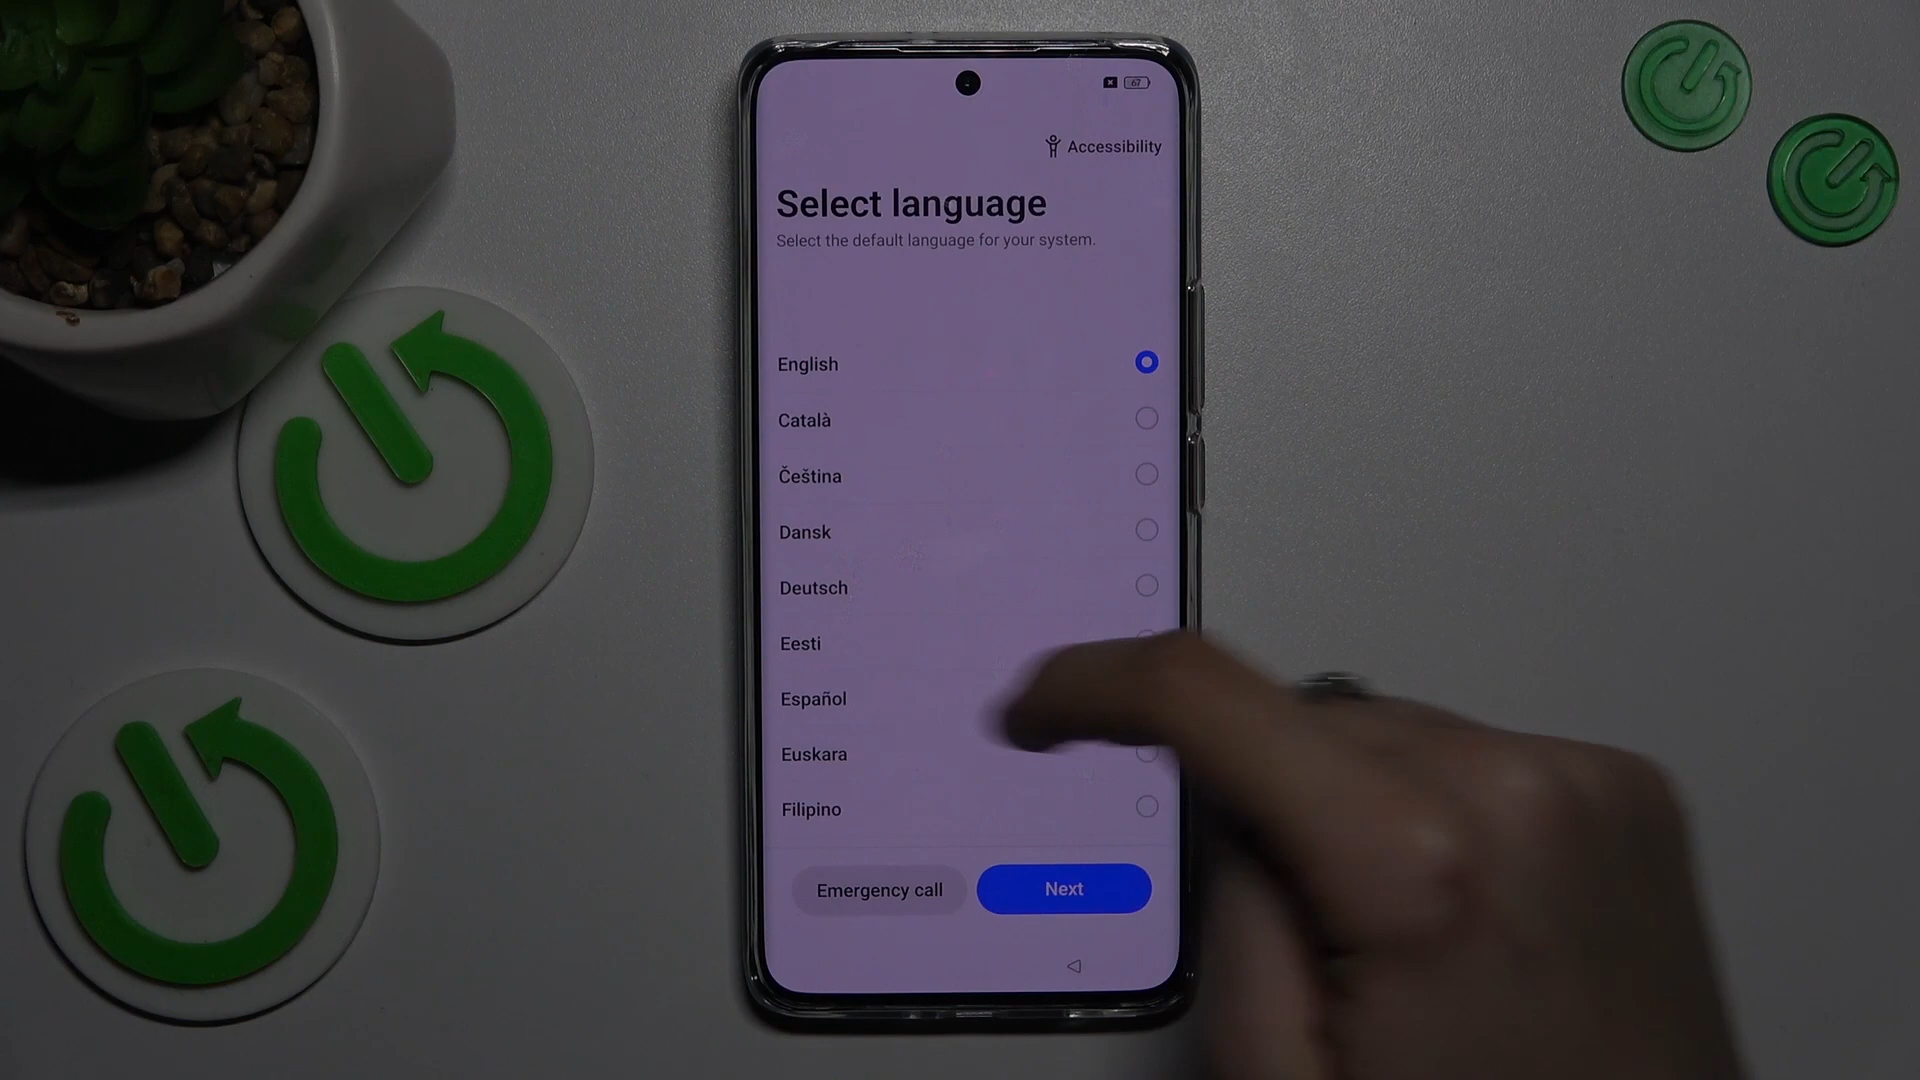 67
Accessibility
Select language
Select the default language for your system.
English
Català
Čeština
Dansk
Deutsch
Eesti
Español
Euskara
Filipino
Emergency call
Next